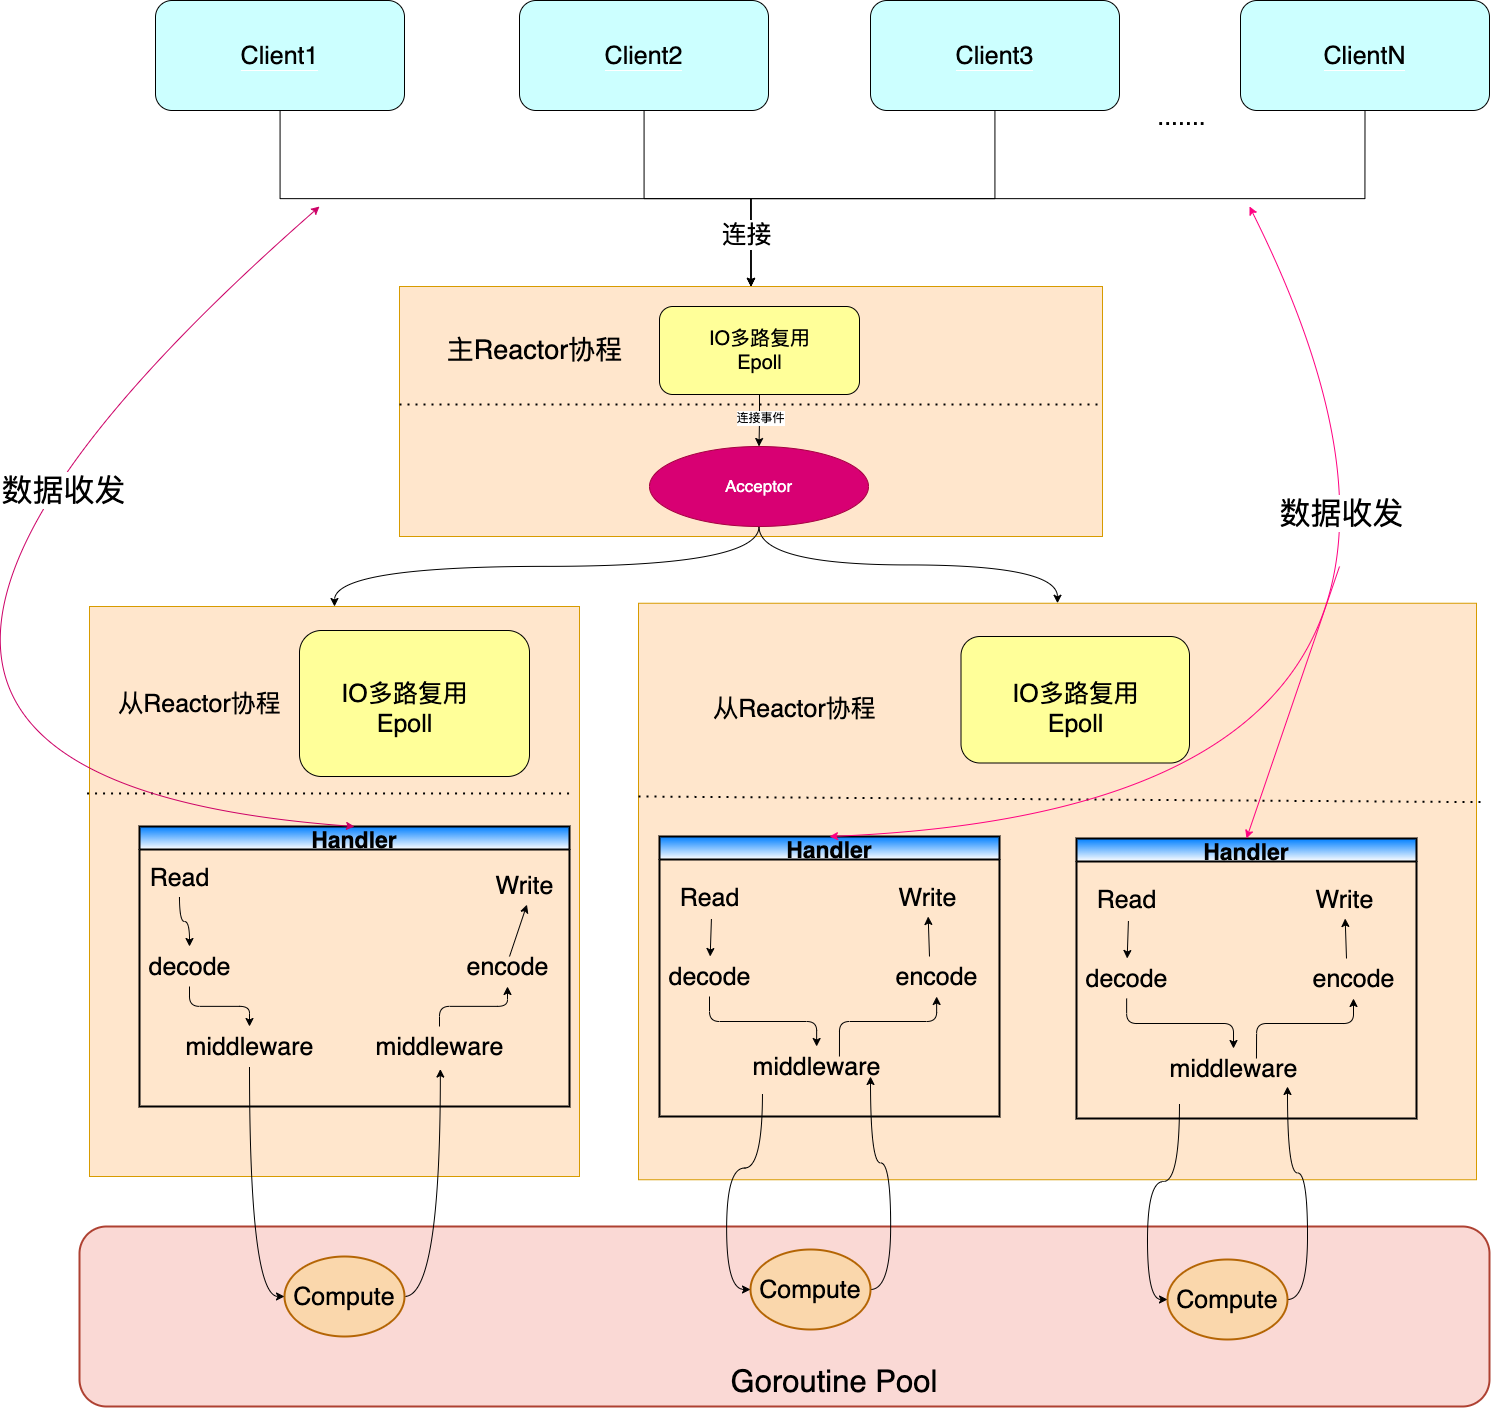 Client1
Client2
Client3
ClientN
.......
连接
主Reactor协程
IO多路复用
Epoll
连接事件
Acceptor
数据收发
数据收发
从Reactor协程
IO多路复用
Epoll
从Reactor协程
IO多路复用
Epoll
Handler
Read
Write
decode
encode
middleware
middleware
Handler
Read
Write
decode
encode
middleware
Handler
Read
Write
decode
encode
middleware
Compute
Compute
Compute
Goroutine Pool